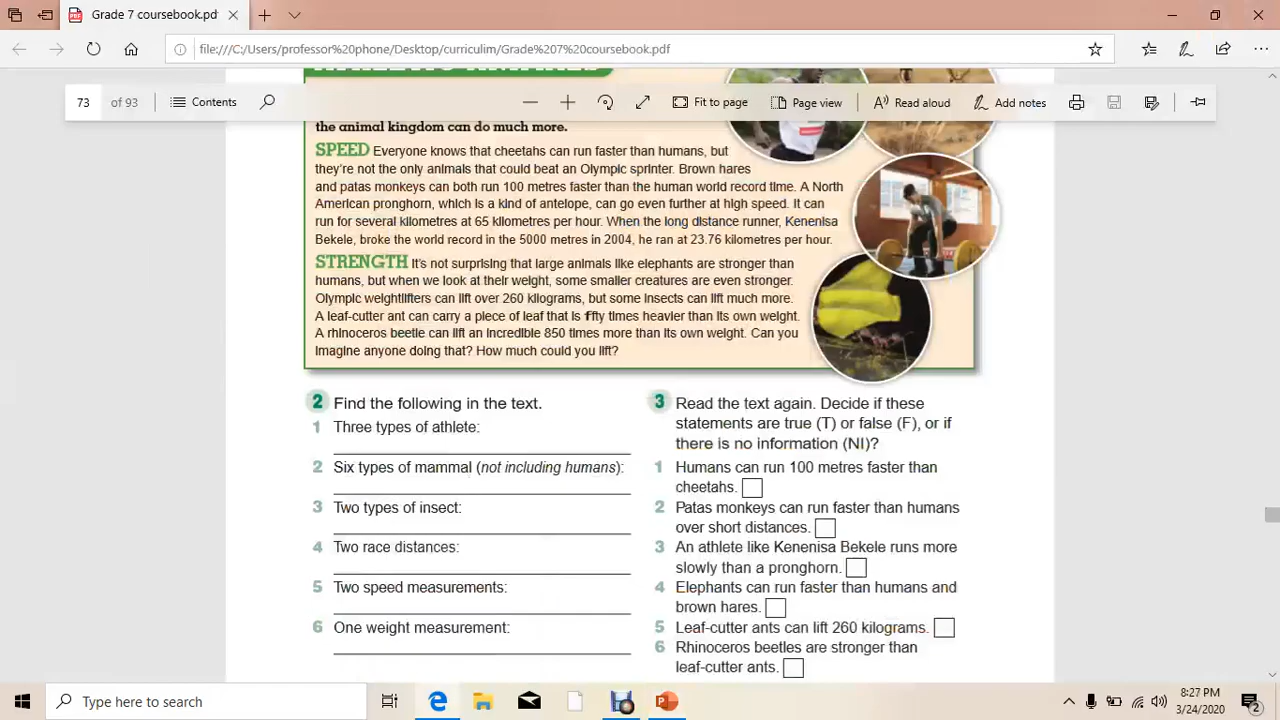 Grade 7 coursebook.pdf
file:///C:/Users/professor%20phone/Desktop/curriculim/Grade%207%20coursebook.pdf
73 of 93 Contents Fit to page Page view Read aloud Add notes
the animal kingdom can do much more.
SPEED Everyone knows that cheetahs can run faster than humans, but
they're not the only animals that could beat an Olympic sprinter. Brown hares
and patas monkeys can both run 100 metres faster than the human world record time. A North
American pronghorn, which is a kind of antelope, can go even further at high speed. It can
run for several kilometres at 65 kilometres per hour. When the long distance runner, Kenenisa
Bekele, broke the world record in the 5000 metres in 2004, he ran at 23.76 kilometres per hour.
STRENGTH It's not surprising that large animals like elephants are stronger than
humans, but when we look at their weight, some smaller creatures are even stronger.
Olympic weightlifters can lift over 260 kilograms, but some insects can lift much more.
A leaf-cutter ant can carry a piece of leaf that is fifty times heavier than its own weight.
A rhinoceros beetle can lift an incredible 850 times more than its own weight. Can you
imagine anyone doing that? How much could you lift?
2 Find the following in the text.
1 Three types of athlete:
2 Six types of mammal (not including humans):
3 Two types of insect:
4 Two race distances:
5 Two speed measurements:
6 One weight measurement:
3 Read the text again. Decide if these
statements are true (T) or false (F), or if
there is no information (NI)?
1 Humans can run 100 metres faster than
cheetahs.
2 Patas monkeys can run faster than humans
over short distances.
3 An athlete like Kenenisa Bekele runs more
slowly than a pronghorn.
4 Elephants can run faster than humans and
brown hares.
5 Leaf-cutter ants can lift 260 kilograms.
6 Rhinoceros beetles are stronger than
leaf-cutter ants.
Type here to search
8:27 PM
3/24/2020
2